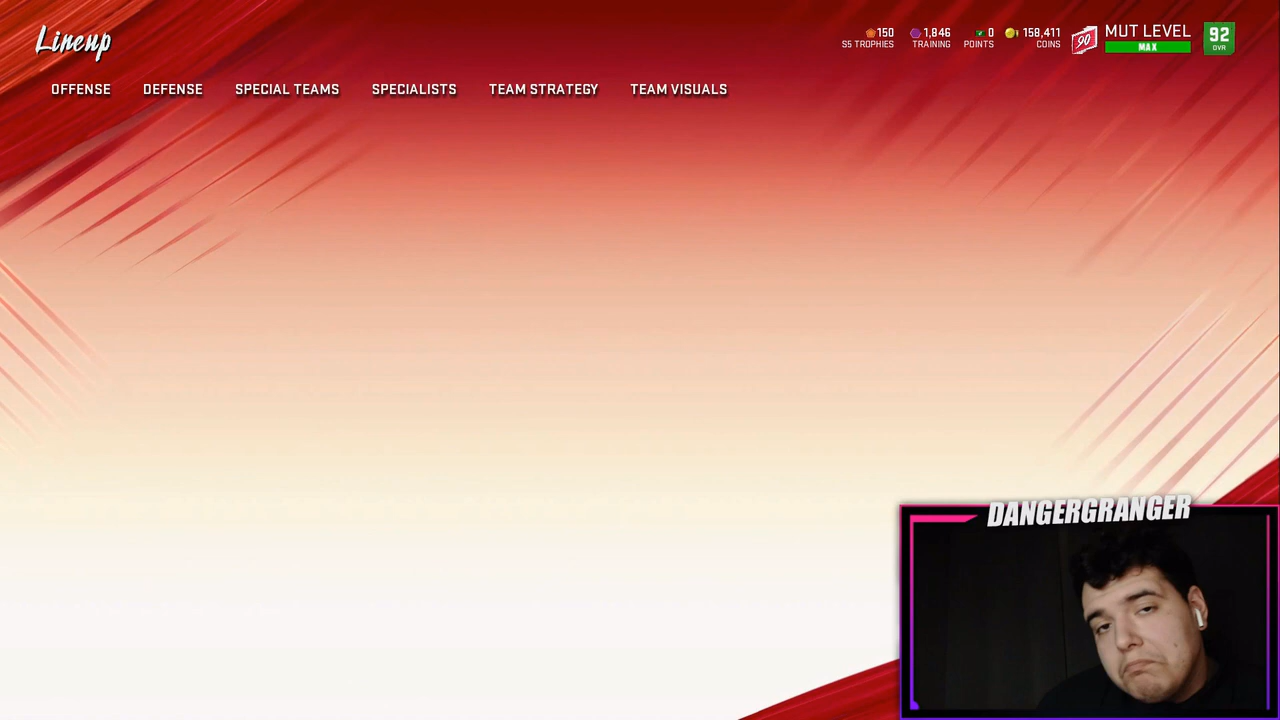 Lineup
150
S5 TROPHIES
1,846
TRAINING
0
POINTS
158,411
COINS
90
MUT LEVEL
MAX
92
OVR
OFFENSE DEFENSE SPECIAL TEAMS SPECIALISTS TEAM STRATEGY TEAM VISUALS
DANGERGRANGER